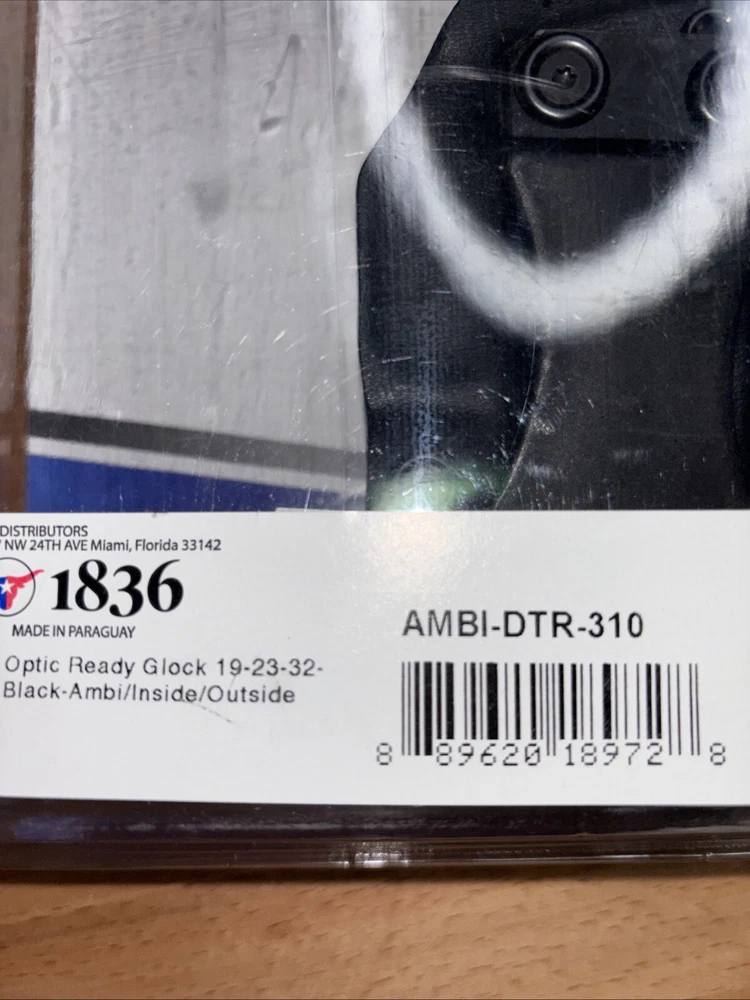 DISTRIBUTORS
NW 24TH AVE Miami, Florida 33142
1836
MADE IN PARAGUAY
AMBI-DTR-310
Optic Ready Glock 19-23-32-
Black-Ambi/Inside/Outside
8 89620 18972 8